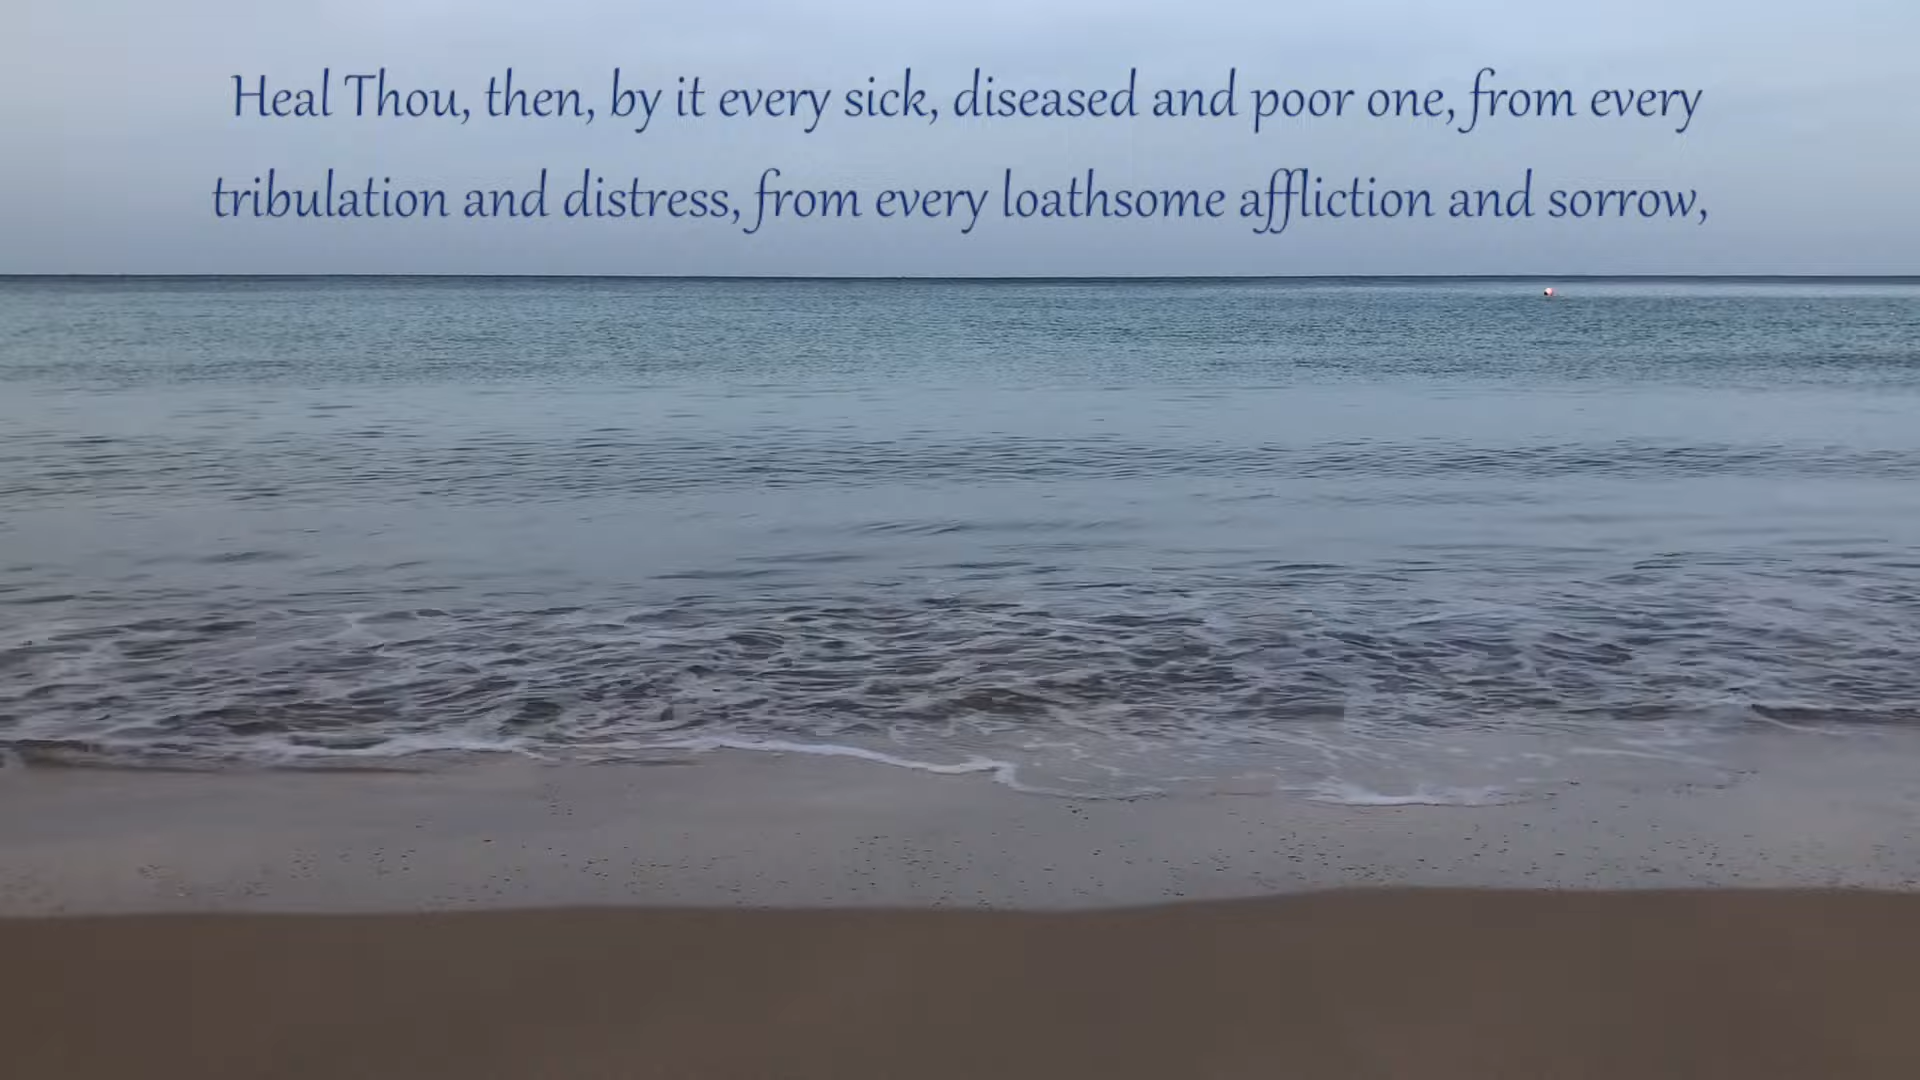 Heal Thou, then, by it every sick, diseased and poor one, from every
tribulation and distress, from every loathsome affliction and sorrow,